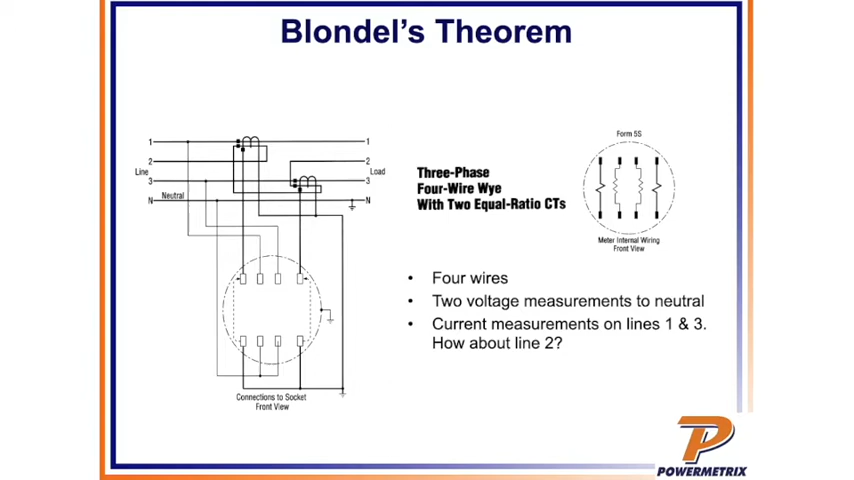 Blondel's Theorem
1
2
Line
3
N
Neutral
1
2
Load
3
N
Three-Phase
Four-Wire Wye
With Two Equal-Ratio CTs
Form 5S
Meter Internal Wiring
Front View
• Four wires
• Two voltage measurements to neutral
• Current measurements on lines 1 & 3.
How about line 2?
Connections to Socket
Front View
P
POWERMETRIX